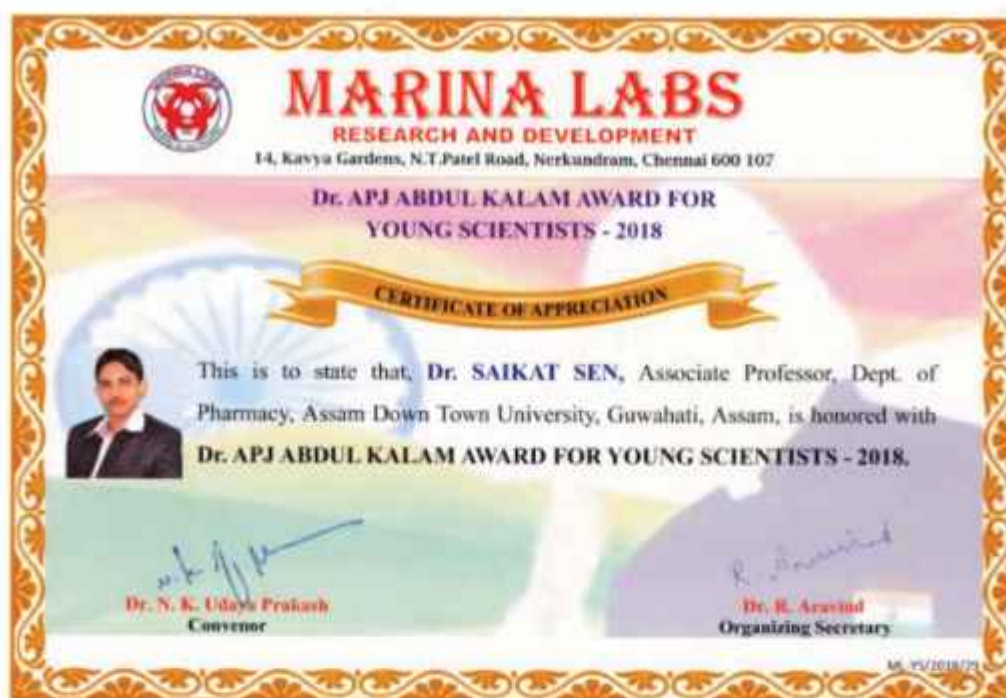 MARINA LABS
RESEARCH AND DEVELOPMENT
14, Kavya Gardens, N.T.Patel Road, Nerkundram, Chennai 600 107
Dr. APJ ABDUL KALAM AWARD FOR
YOUNG SCIENTISTS - 2018
CERTIFICATE OF APPRECIATION
This is to state that, Dr. SAIKAT SEN, Associate Professor, Dept. of
Pharmacy, Assam Down Town University, Guwahati, Assam, is honored with
Dr. APJ ABDUL KALAM AWARD FOR YOUNG SCIENTISTS - 2018.
R. Aravind
Dr. N. K. Udaya Prakash
Convenor
Dr. R. Aravind
Organizing Secretary